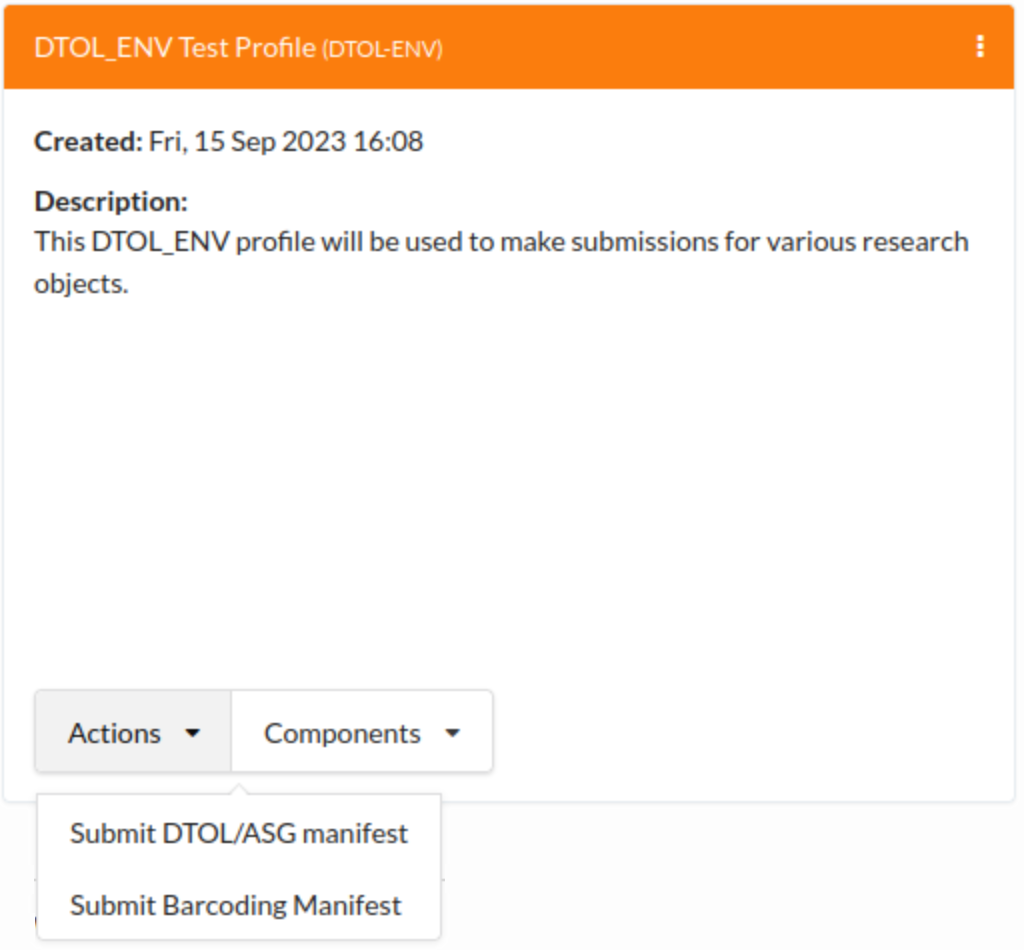 DTOL_ENV Test Profile (DTOL-ENV)
Created: Fri, 15 Sep 2023 16:08
Description:
This DTOL_ENV profile will be used to make submissions for various research
objects.
Actions
Components
Submit DTOL/ASG manifest
Submit Barcoding Manifest